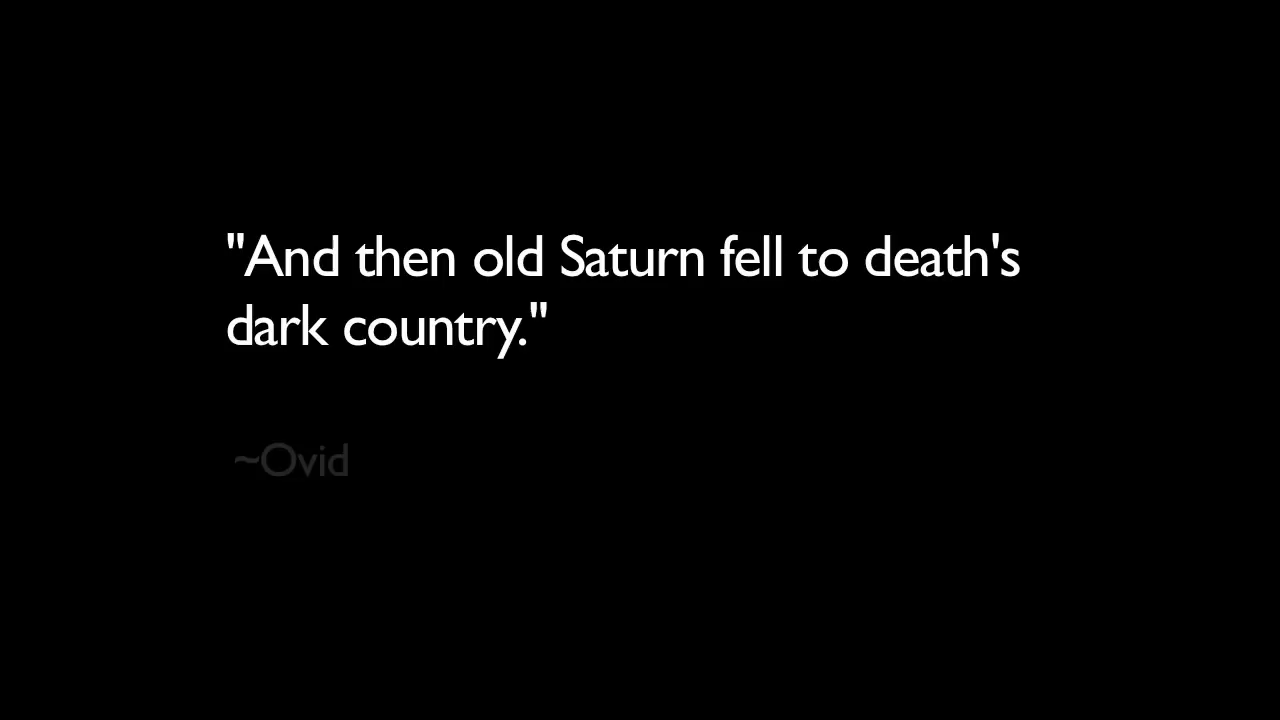 "And then old Saturn fell to death's
dark country."
~Ovid